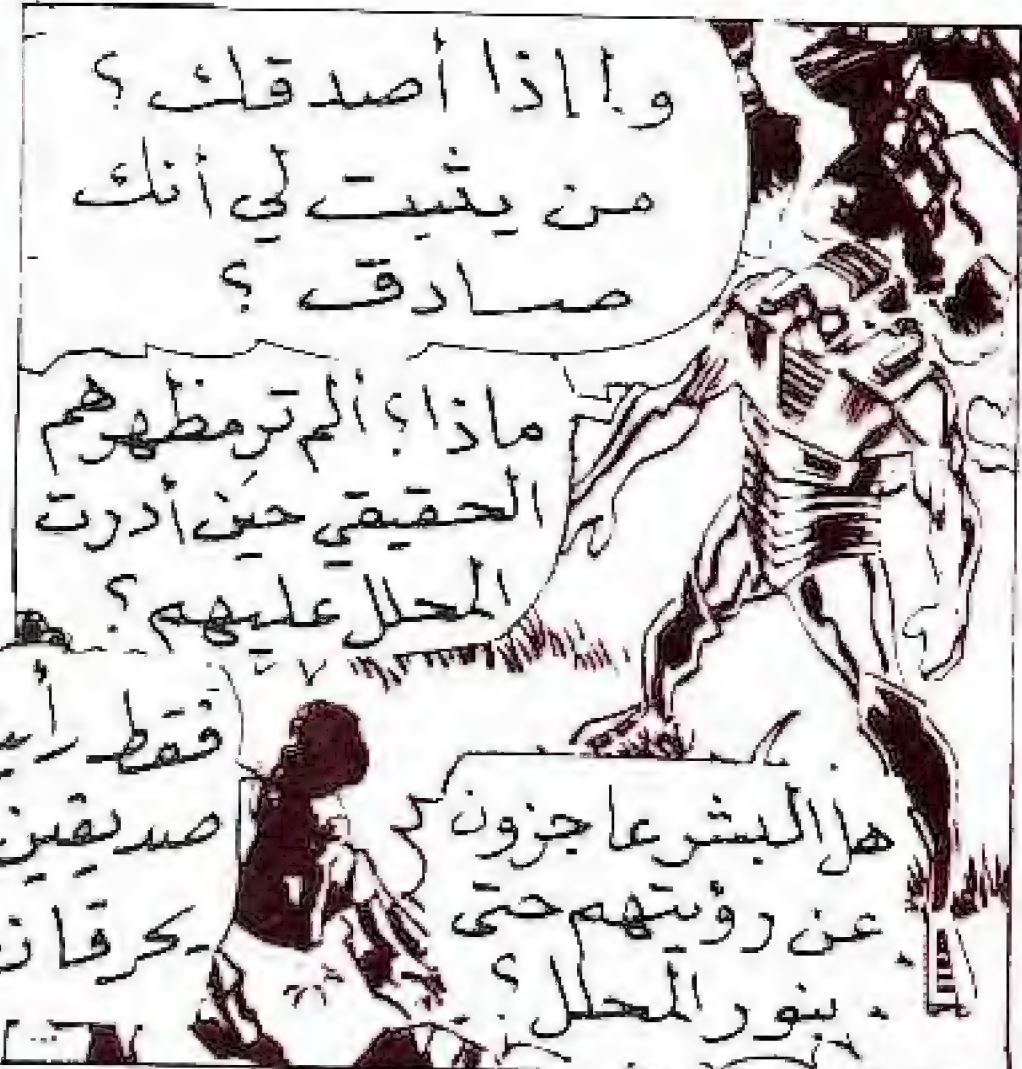 ولماذا أصدقك؟
من يثبت لي أنك
صادق؟
ماذا؟ ألم تر مظهرهم
الحقيقي حين أدرت
المحلل عليهم؟
هل البشر عاجزون
عن رؤيتهم حتى
بنور المحلل؟
فقط
صديقين